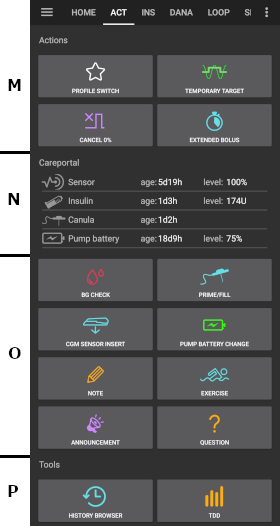 HOME ACT INS DANA LOOP
Actions
M
PROFILE SWITCH TEMPORARY TARGET
CANCEL 0% EXTENDED BOLUS
Careportal
N
Sensor age: 5d19h level: 100%
Insulin age: 1d3h level: 174U
Canula age: 1d2h
Pump battery age: 18d9h level: 75%
BG CHECK PRIME/FILL
CGM SENSOR INSERT PUMP BATTERY CHANGE
O
NOTE EXERCISE
ANNOUNCEMENT QUESTION
Tools
P
HISTORY BROWSER TDD